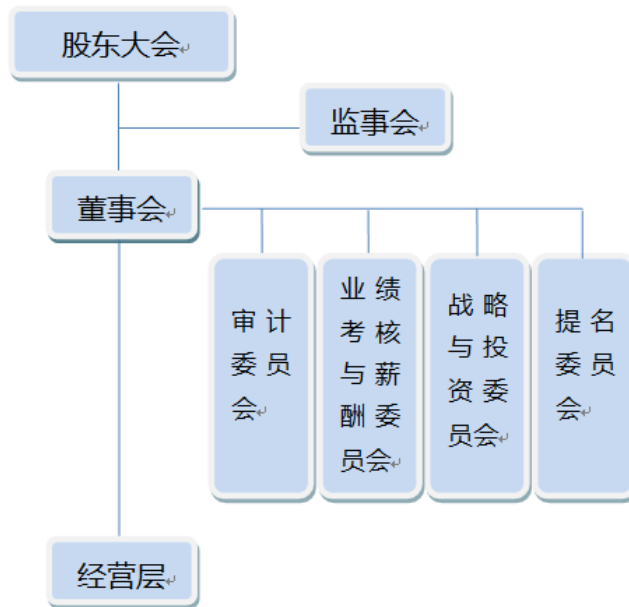 股东大会
监事会
董事会
审计
委员
会
业绩
考核
与薪
酬委
员会
战略
与投
资委
员会
提名
委员
会
经营层